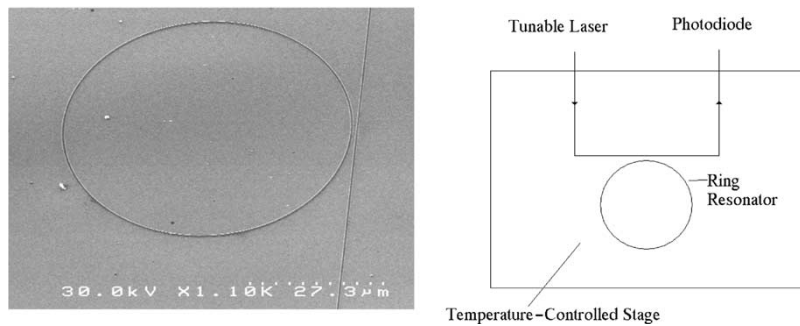 30.0kV X1.10K 27.3μm
Tunable Laser
Photodiode
Ring
Resonator
Temperature-Controlled Stage